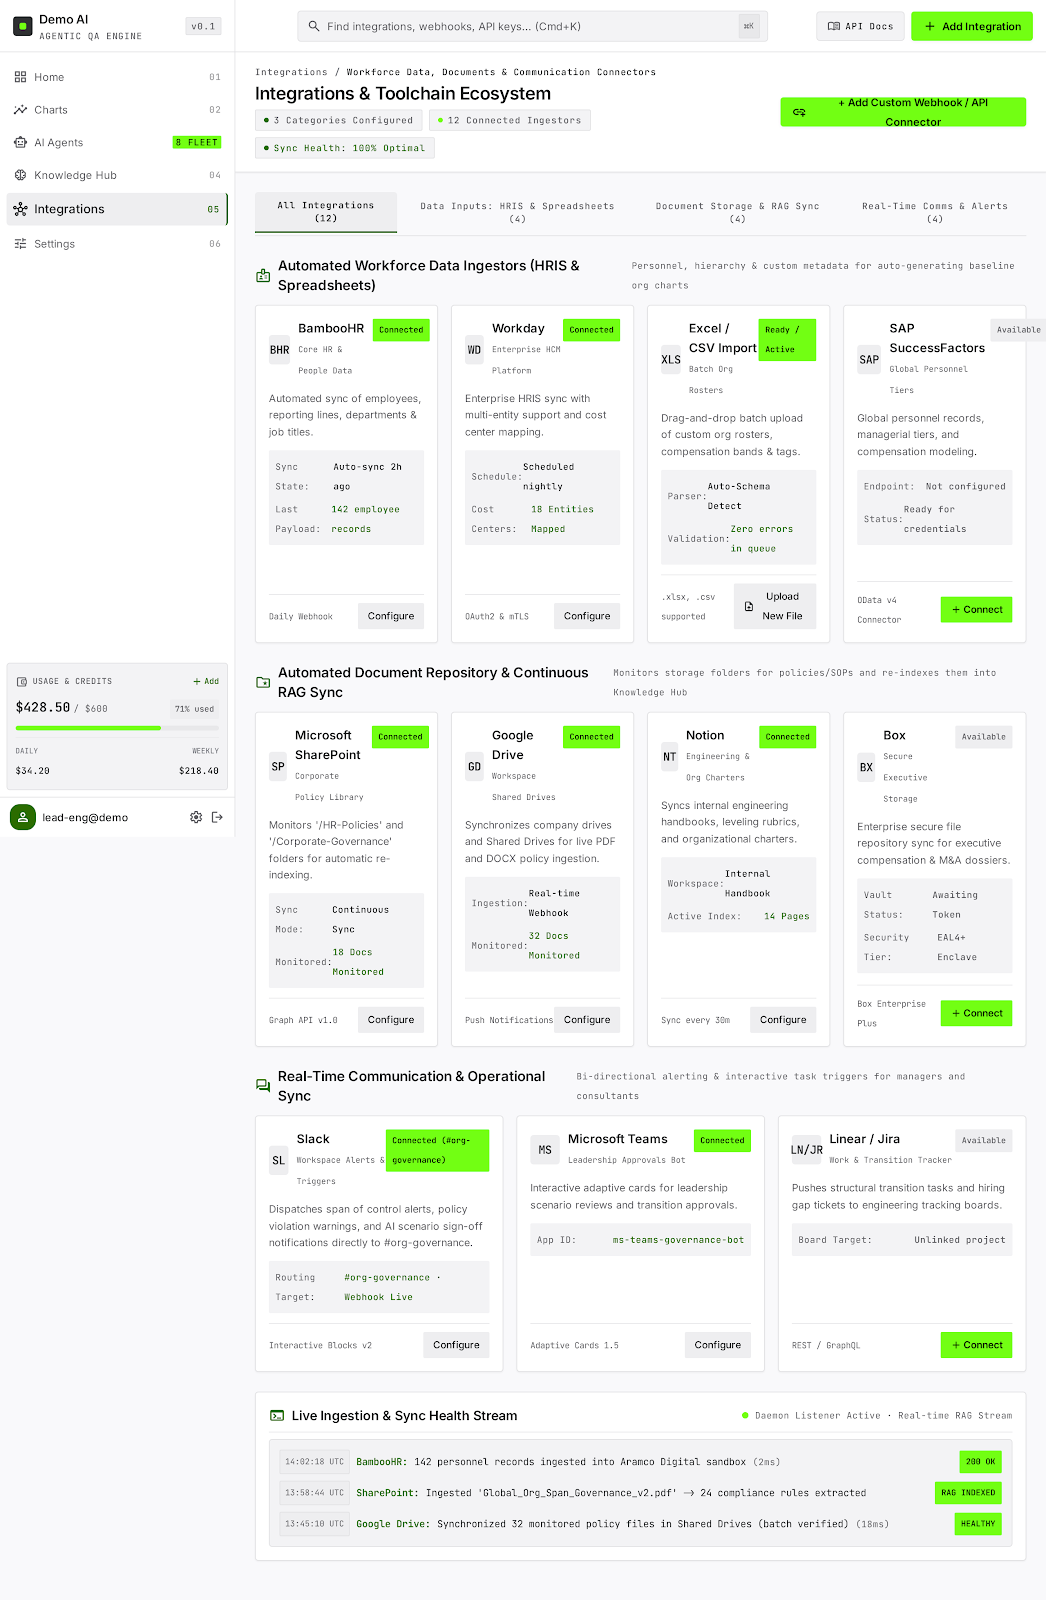 Demo AI
AGENTIC QA ENGINE
v0.1
Find integrations, webhooks, API keys... (Cmd+K)
⌘K
API Docs
Add Integration
Home 01
Charts 02
AI Agents 8 FLEET
Knowledge Hub 04
Integrations 05
Settings 06
USAGE & CREDITS
+ Add
$428.50 / $600
71% used
DAILY WEEKLY
$34.20 $218.40
lead-eng@demo
Integrations / Workforce Data, Documents & Communication Connectors
Integrations & Toolchain Ecosystem
3 Categories Configured
12 Connected Ingestors
Sync Health: 100% Optimal
+ Add Custom Webhook / API
Connector
All Integrations
(12)
Data Inputs: HRIS & Spreadsheets
(4)
Document Storage & RAG Sync
(4)
Real-Time Comms & Alerts
(4)
Automated Workforce Data Ingestors (HRIS &
Spreadsheets)
Personnel, hierarchy & custom metadata for auto-generating baseline
org charts
BHR
BambooHR
Core HR &
People Data
Connected
Automated sync of employees,
reporting lines, departments &
job titles.
Sync
State:
Auto-sync 2h
ago
Last
Payload:
142 employee
records
Daily Webhook
Configure
WD
Workday
Enterprise HCM
Platform
Connected
Enterprise HRIS sync with
multi-entity support and cost
center mapping.
Schedule:
Scheduled
nightly
Cost
Centers:
18 Entities
Mapped
OAuth2 & mTLS
Configure
XLS
Excel /
CSV Import
Batch Org
Rosters
Ready /
Active
Drag-and-drop batch upload
of custom org rosters,
compensation bands & tags.
Parser:
Auto-Schema
Detect
Validation:
Zero errors
in queue
.xlsx, .csv
supported
Upload
New File
SAP
SAP
SuccessFactors
Global Personnel
Tiers
Available
Global personnel records,
managerial tiers, and
compensation modeling.
Endpoint: Not configured
Status:
Ready for
credentials
OData v4
Connector
+ Connect
Automated Document Repository & Continuous
RAG Sync
Monitors storage folders for policies/SOPs and re-indexes them into
Knowledge Hub
SP
Microsoft
SharePoint
Corporate
Policy Library
Connected
Monitors '/HR-Policies' and
'/Corporate-Governance'
folders for automatic re-
indexing.
Sync
Mode:
Continuous
Sync
Monitored:
18 Docs
Monitored
Graph API v1.0
Configure
GD
Google
Drive
Workspace
Shared Drives
Connected
Synchronizes company drives
and Shared Drives for live PDF
and DOCX policy ingestion.
Ingestion:
Real-time
Webhook
Monitored:
32 Docs
Monitored
Push Notifications
Configure
NT
Notion
Engineering &
Org Charters
Connected
Syncs internal engineering
handbooks, leveling rubrics,
and organizational charters.
Workspace:
Internal
Handbook
Active Index: 14 Pages
Sync every 30m
Configure
BX
Box
Secure
Executive
Storage
Available
Enterprise secure file
repository sync for executive
compensation & M&A dossiers.
Vault
Status:
Awaiting
Token
Security
Tier:
EAL4+
Enclave
Box Enterprise
Plus
+ Connect
Real-Time Communication & Operational
Sync
Bi-directional alerting & interactive task triggers for managers and
consultants
SL
Slack
Workspace Alerts &
Triggers
Connected (#org-
governance)
Dispatches span of control alerts, policy
violation warnings, and AI scenario sign-off
notifications directly to #org-governance.
Routing
Target:
#org-governance ·
Webhook Live
Interactive Blocks v2
Configure
MS
Microsoft Teams
Leadership Approvals Bot
Connected
Interactive adaptive cards for leadership
scenario reviews and transition approvals.
App ID: ms-teams-governance-bot
Adaptive Cards 1.5
Configure
LN/JR
Linear / Jira
Work & Transition Tracker
Available
Pushes structural transition tasks and hiring
gap tickets to engineering tracking boards.
Board Target: Unlinked project
REST / GraphQL
+ Connect
Live Ingestion & Sync Health Stream
Daemon Listener Active · Real-time RAG Stream
14:02:18 UTC BambooHR: 142 personnel records ingested into Aramco Digital sandbox (2ms) 200 OK
13:58:44 UTC SharePoint: Ingested 'Global_Org_Span_Governance_v2.pdf' → 24 compliance rules extracted RAG INDEXED
13:45:10 UTC Google Drive: Synchronized 32 monitored policy files in Shared Drives (batch verified) (18ms) HEALTHY